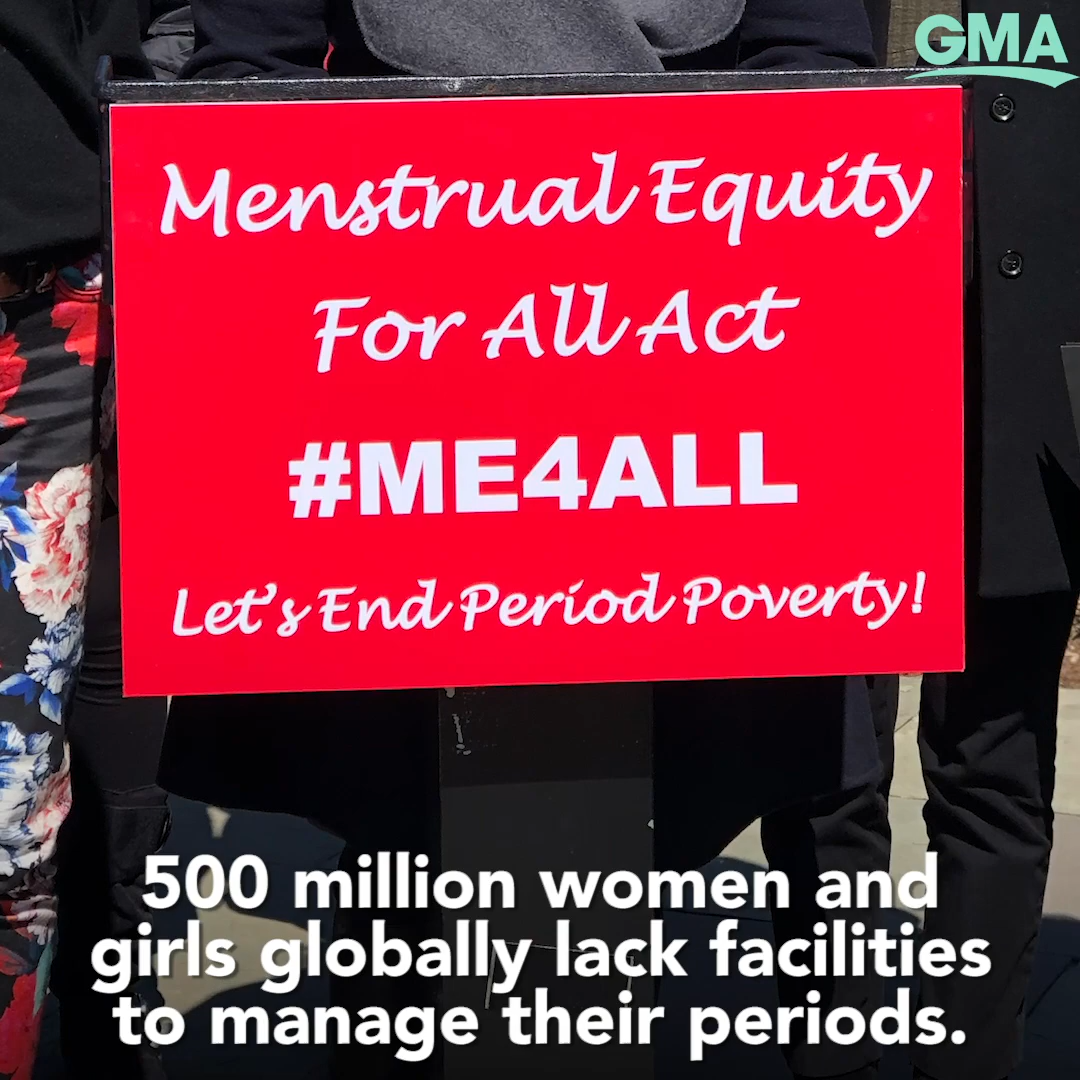 GMA
Menstrual Equity
For All Act
#ME4ALL
Let's End Period Poverty!
500 million women and
girls globally lack facilities
to manage their periods.